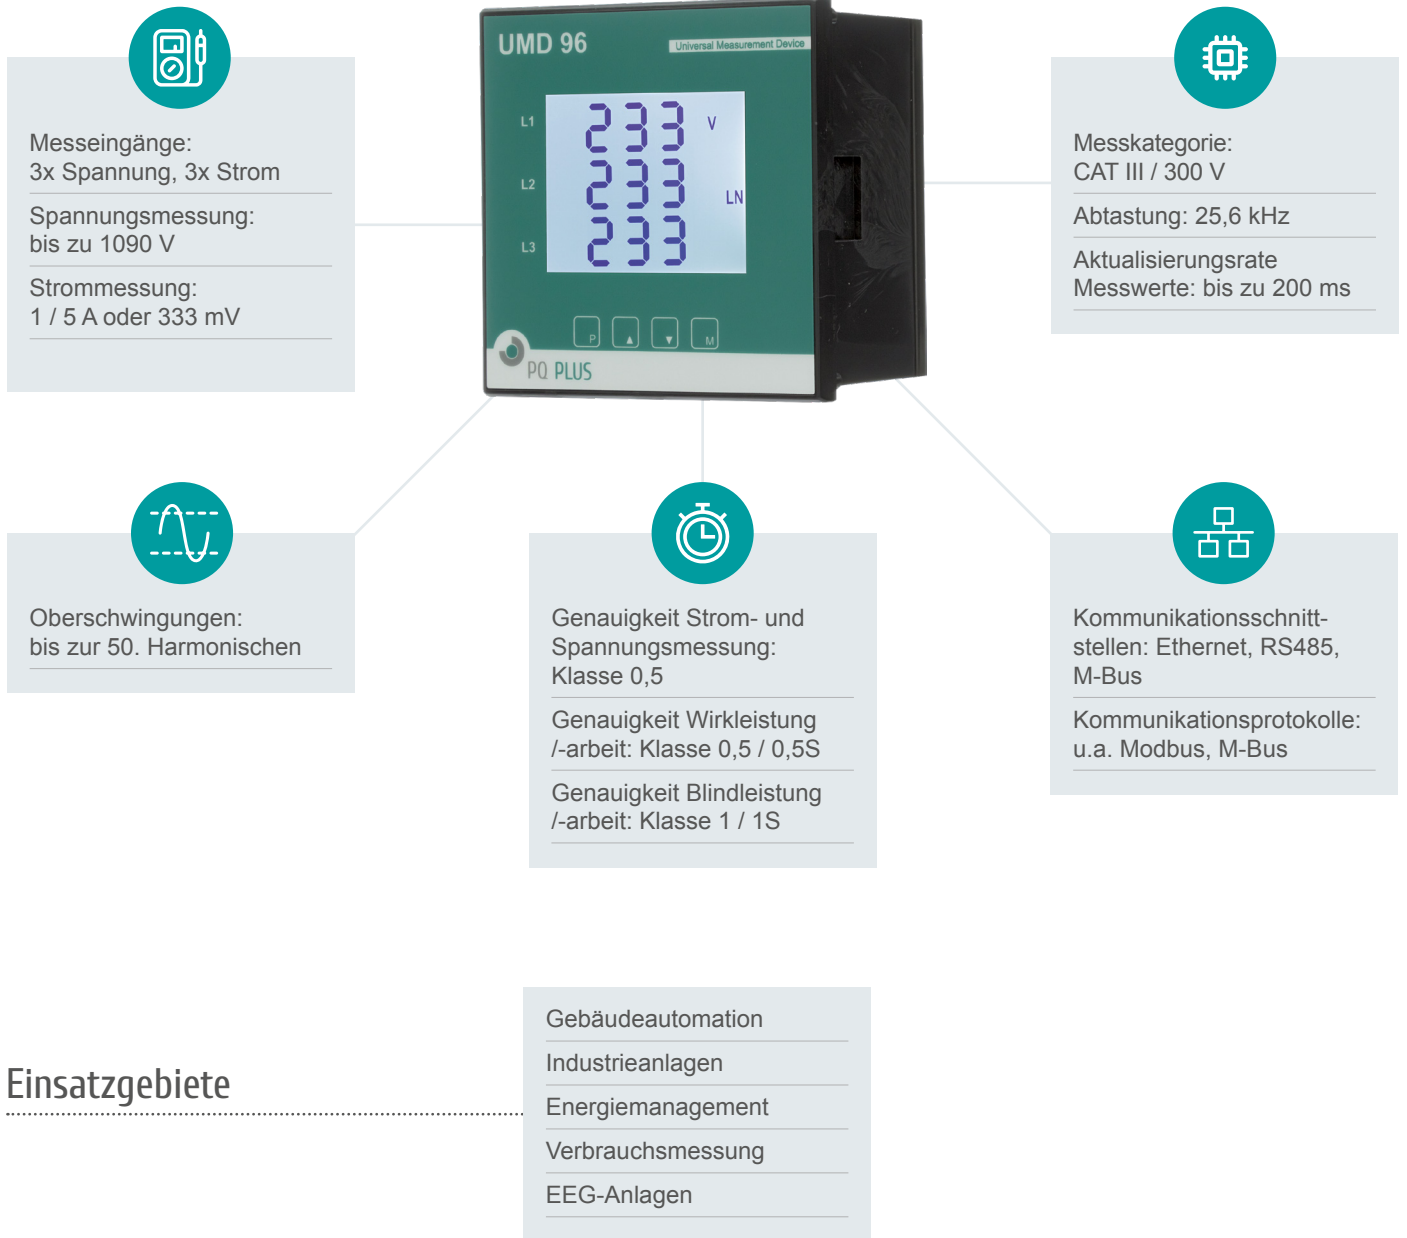 UMD 96
Universal Measurement Device
L1
233 V
L2
233 LN
L3
233
P
M
PQ PLUS
Messeingänge:
3x Spannung, 3x Strom
Spannungsmessung:
bis zu 1090 V
Strommessung:
1 / 5 A oder 333 mV
Messkategorie:
CAT III / 300 V
Abtastung: 25,6 kHz
Aktualisierungsrate
Messwerte: bis zu 200 ms
Oberschwingungen:
bis zur 50. Harmonischen
Genauigkeit Strom- und
Spannungsmessung:
Klasse 0,5
Genauigkeit Wirkleistung
/-arbeit: Klasse 0,5 / 0,5S
Genauigkeit Blindleistung
/-arbeit: Klasse 1 / 1S
Kommunikationsschnitt-
stellen: Ethernet, RS485,
M-Bus
Kommunikationsprotokolle:
u.a. Modbus, M-Bus
Einsatzgebiete
Gebäudeautomation
Industrieanlagen
Energiemanagement
Verbrauchsmessung
EEG-Anlagen